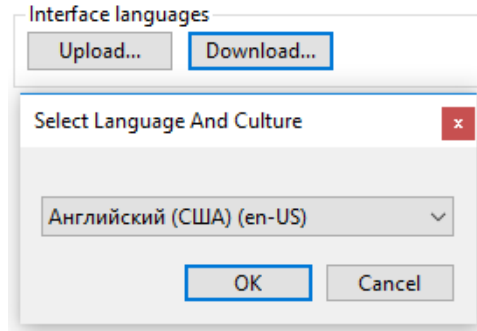 Interface languages
Upload... Download...
Select Language And Culture x
Английский (США) (en-US)
OK Cancel